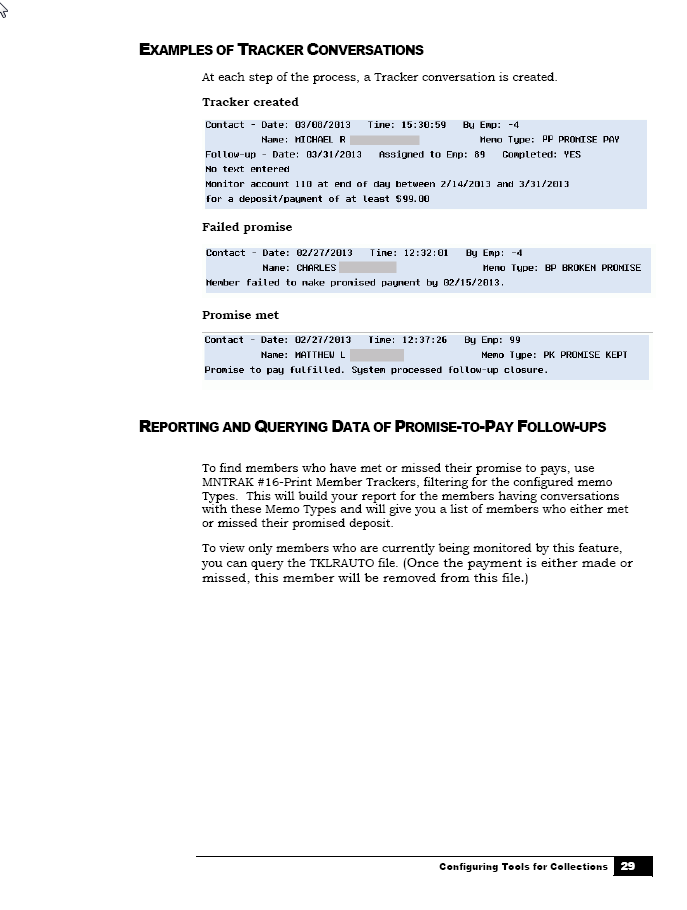 EXAMPLES OF TRACKER CONVERSATIONS
At each step of the process, a Tracker conversation is created.
Tracker created
Contact - Date: 03/08/2013 Time: 15:30:59 By Emp: -4
Name: MICHAEL R Memo Type: PP PROMISE PAY
Follow-up - Date: 03/31/2013 Assigned to Emp: 89 Completed: YES
No text entered
Monitor account 110 at end of day between 2/14/2013 and 3/31/2013
for a deposit/payment of at least $99.00
Failed promise
Contact - Date: 02/27/2013 Time: 12:32:01 By Emp: -4
Name: CHARLES Memo Type: BP BROKEN PROMISE
Member failed to make promised payment by 02/15/2013.
Promise met
Contact - Date: 02/27/2013 Time: 12:37:26 By Emp: 99
Name: MATTHEW L Memo Type: PK PROMISE KEPT
Promise to pay fulfilled. System processed follow-up closure.
REPORTING AND QUERYING DATA OF PROMISE-TO-PAY FOLLOW-UPS
To find members who have met or missed their promise to pays, use
MNTRAK #16-Print Member Trackers, filtering for the configured memo
Types. This will build your report for the members having conversations
with these Memo Types and will give you a list of members who either met
or missed their promised deposit.
To view only members who are currently being monitored by this feature,
you can query the TKLRAUTO file. (Once the payment is either made or
missed, this member will be removed from this file.)
Configuring Tools for Collections 29